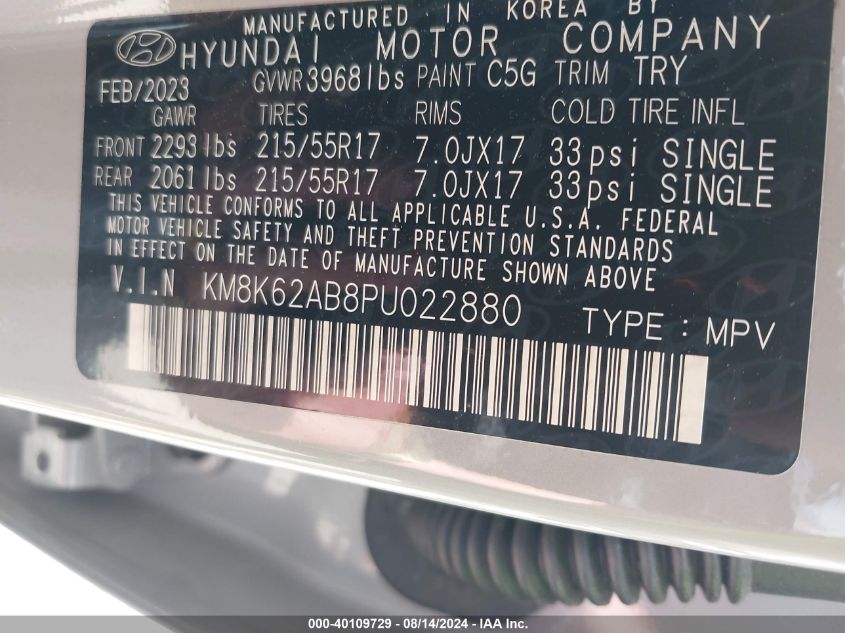 MANUFACTURED IN KOREA BY
HYUNDAI MOTOR COMPANY
FEB/2023 GVWR 3968 lbs PAINT C5G TRIM TRY
GAWR TIRES RIMS COLD TIRE INFL
FRONT 2293 lbs 215/55R17 7.0JX17 33psi SINGLE
REAR 2061 lbs 215/55R17 7.0JX17 33psi SINGLE
THIS VEHICLE CONFORMS TO ALL APPLICABLE U.S.A. FEDERAL
MOTOR VEHICLE SAFETY AND THEFT PREVENTION STANDARDS
IN EFFECT ON THE DATE OF MANUFACTURE SHOWN ABOVE
V.I.N KM8K62AB8PU022880 TYPE : MPV
000-40109729 - 08/14/2024 - IAA Inc.